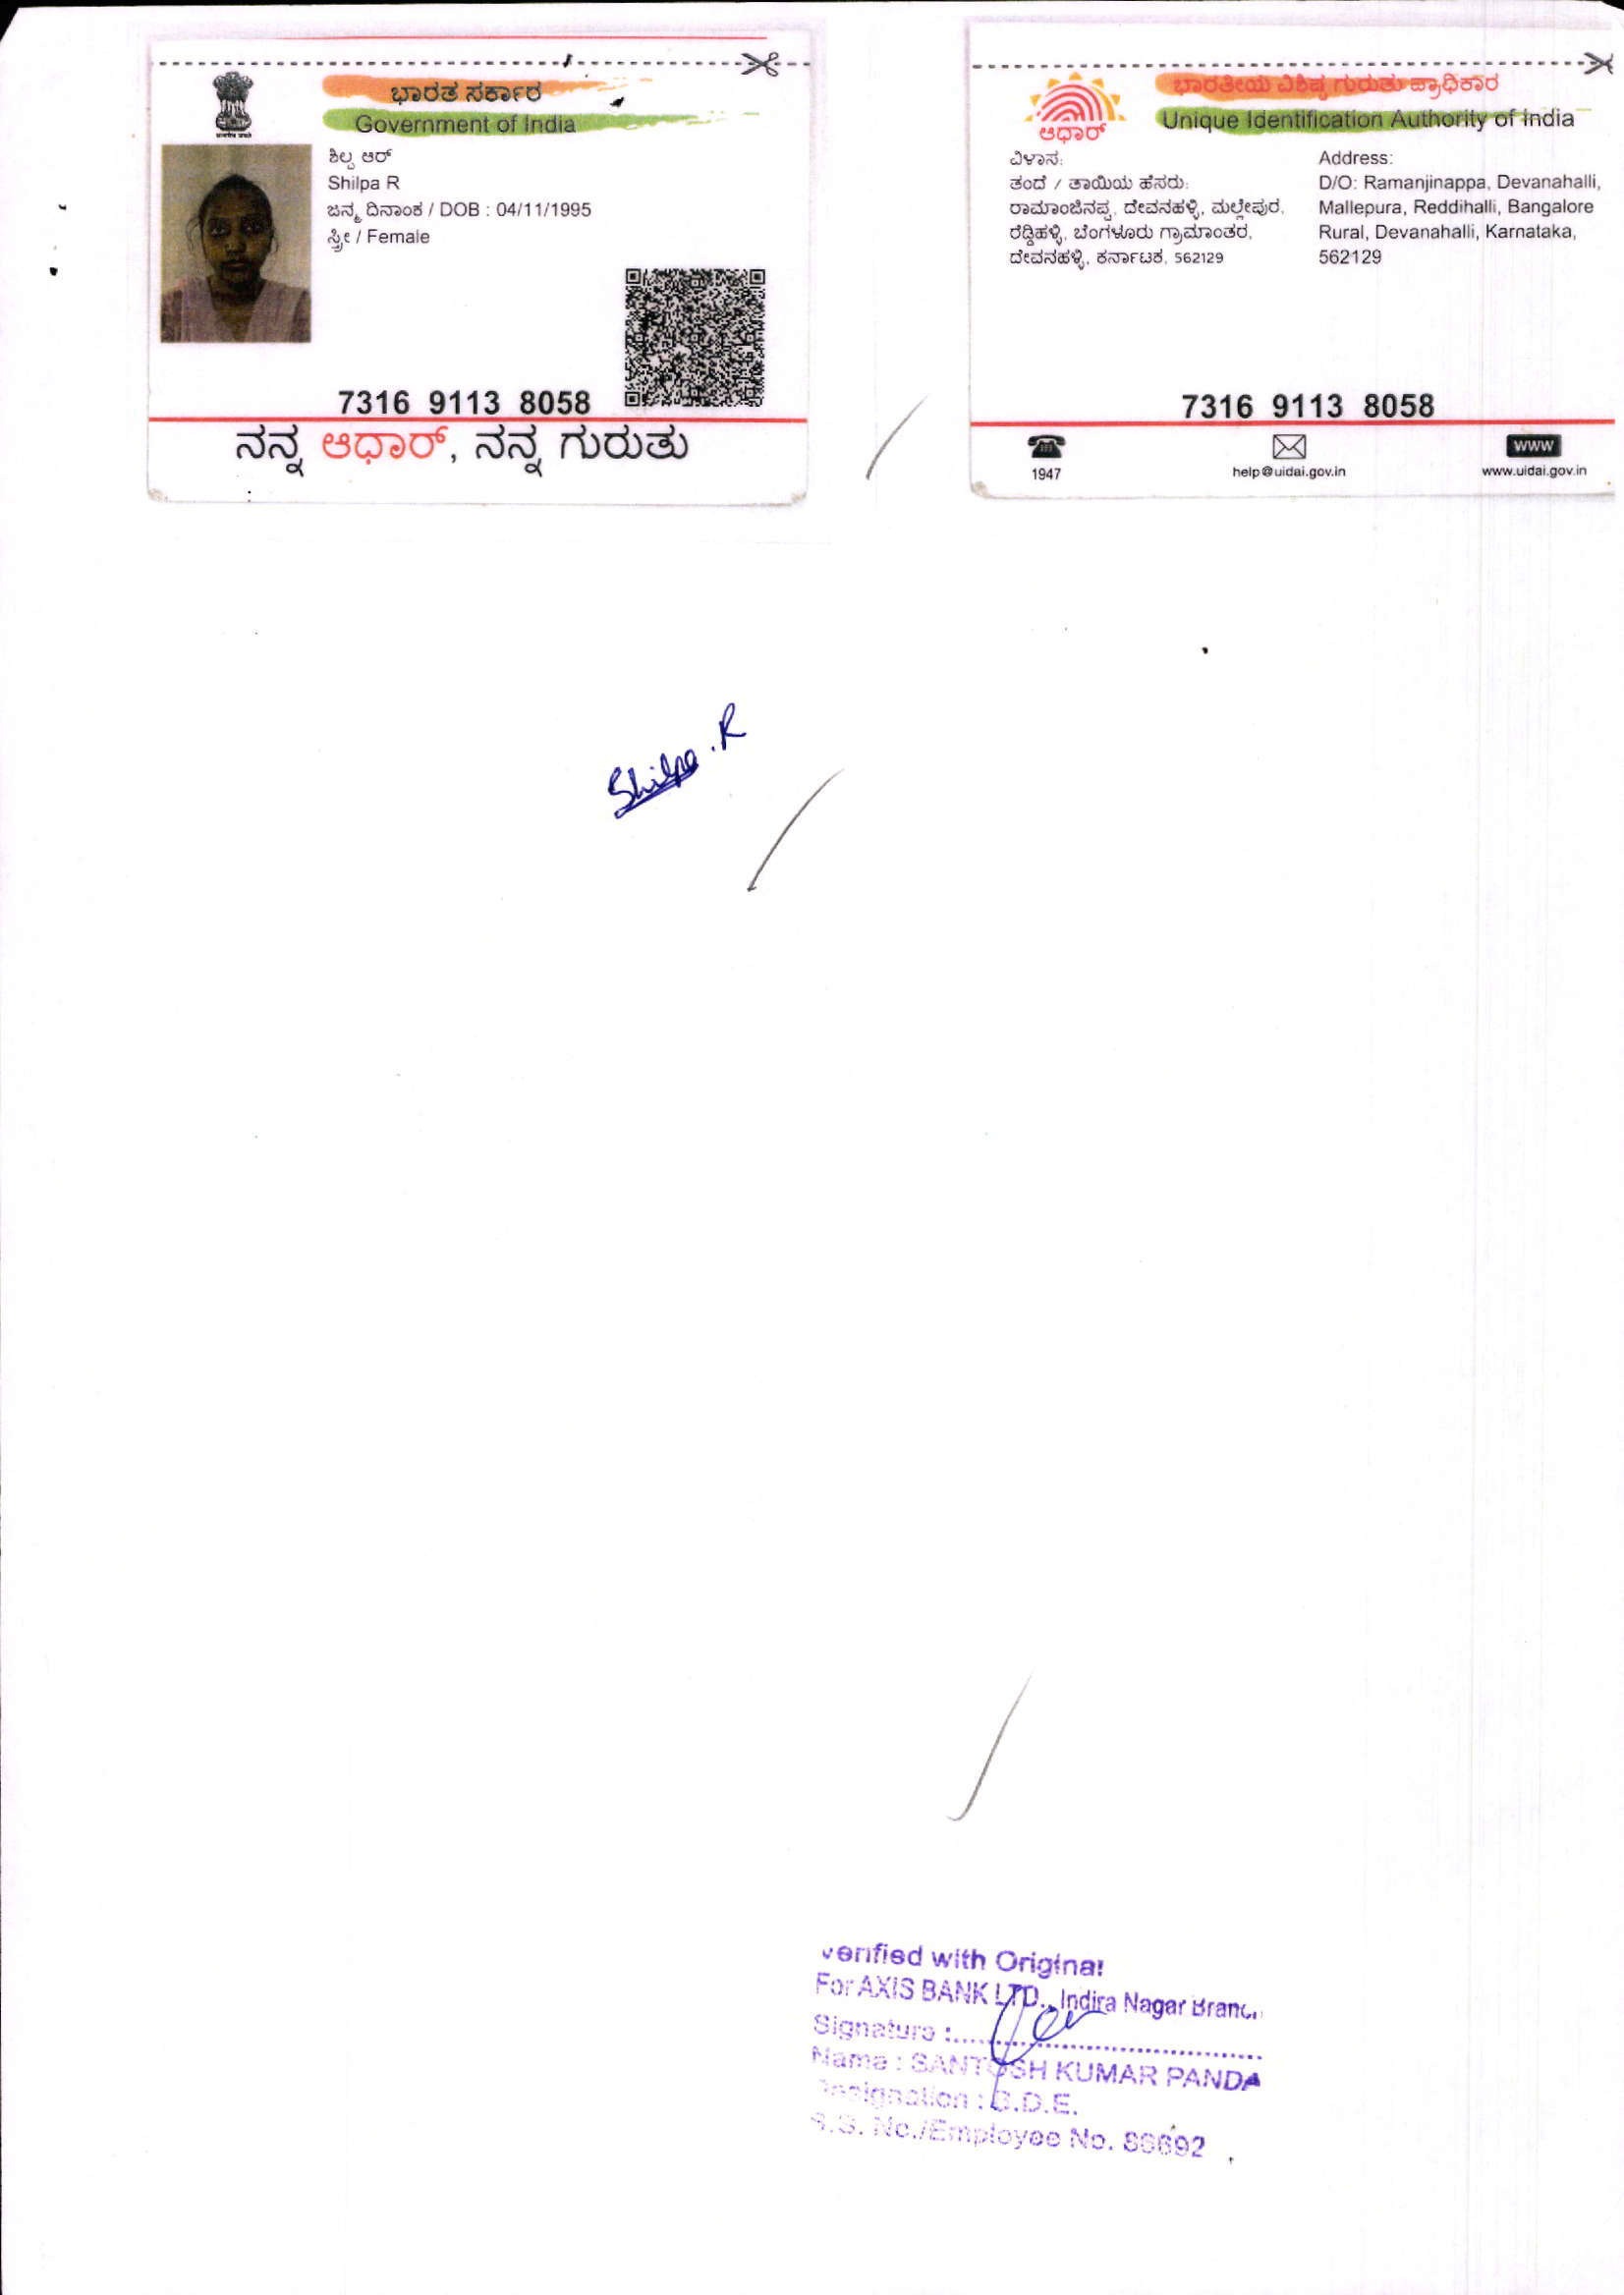 ಭಾರತ ಸರ್ಕಾರ
Government of India
ಶಿಲ್ಪ ಆರ್
Shilpa R
ಜನ್ಮ ದಿನಾಂಕ / DOB : 04/11/1995
ಸ್ತ್ರೀ / Female
7316 9113 8058
ನನ್ನ ಆಧಾರ್, ನನ್ನ ಗುರುತು
ಭಾರತೀಯ ವಿಶಿಷ್ಟ ಗುರುತು ಪ್ರಾಧಿಕಾರ
Unique Identification Authority of India
ಆಧಾರ್
ವಿಳಾಸ:
ತಂದೆ / ತಾಯಿಯ ಹೆಸರು:
ರಾಮಾಂಜಿನಪ್ಪ, ದೇವನಹಳ್ಳಿ, ಮಲ್ಲೇಪುರ,
ರೆಡ್ಡಿಹಳ್ಳಿ, ಬೆಂಗಳೂರು ಗ್ರಾಮಾಂತರ,
ದೇವನಹಳ್ಳಿ, ಕರ್ನಾಟಕ, 562129
Address:
D/O: Ramanjinappa, Devanahalli,
Mallepura, Reddihalli, Bangalore
Rural, Devanahalli, Karnataka,
562129
7316 9113 8058
WWW
1947
help@uidai.gov.in
www.uidai.gov.in
Shilpa.R
Verified with Original
For AXIS BANK LTD., Indira Nagar Branc
Signature :
Name : SANTOSH KUMAR PANDA
Designation : B.D.E.
S.S. No./Employee No.